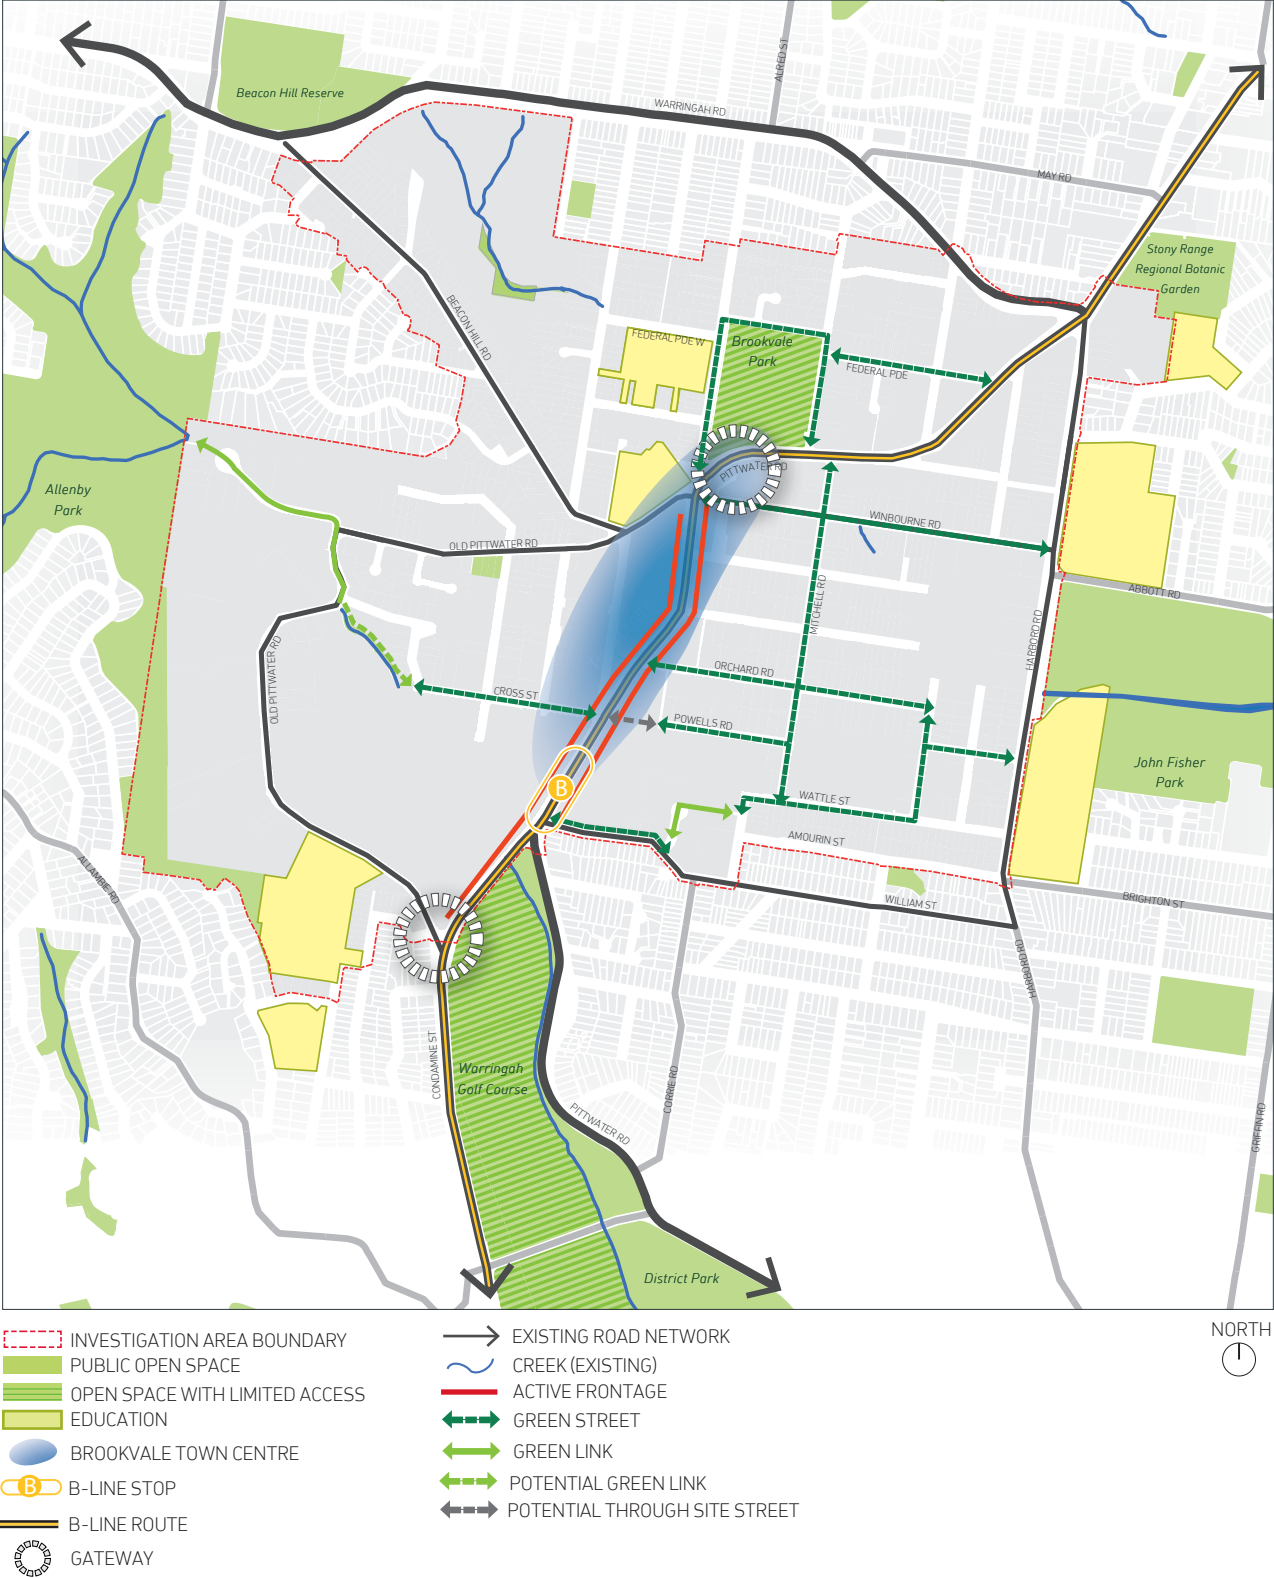 ALFRED ST
Beacon Hill Reserve
WARRINGAH RD
MAY RD
Stony Range
Regional Botanic
Garden
BEACON HILL RD
FEDERAL PDE W
Brookvale
Park
FEDERAL PDE
PITTWATER RD
Allenby
Park
WINBOURNE RD
OLD PITTWATER RD
ABBOTT RD
MITCHELL RD
HARBORD RD
OLD PITTWATER RD
ORCHARD RD
CROSS ST
POWELLS RD
John Fisher
Park
B
WATTLE ST
AMOURIN ST
ALLAMBIE RD
WILLIAM ST
BRIGHTON ST
HARBORD RD
CONDAMINE ST
Warringah
Golf Course
CORRIE RD
PITTWATER RD
GRIFFIN RD
District Park
INVESTIGATION AREA BOUNDARY
PUBLIC OPEN SPACE
OPEN SPACE WITH LIMITED ACCESS
EDUCATION
BROOKVALE TOWN CENTRE
B
B-LINE STOP
B-LINE ROUTE
GATEWAY
EXISTING ROAD NETWORK
CREEK (EXISTING)
ACTIVE FRONTAGE
GREEN STREET
GREEN LINK
POTENTIAL GREEN LINK
POTENTIAL THROUGH SITE STREET
NORTH